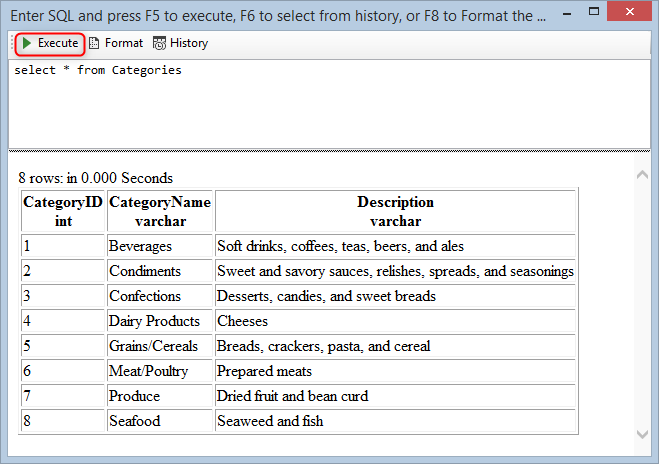 Enter SQL and press F5 to execute, F6 to select from history, or F8 to Format the ...
Execute Format History
select * from Categories
8 rows: in 0.000 Seconds
CategoryID CategoryName Description
int varchar varchar
1 Beverages Soft drinks, coffees, teas, beers, and ales
2 Condiments Sweet and savory sauces, relishes, spreads, and seasonings
3 Confections Desserts, candies, and sweet breads
4 Dairy Products Cheeses
5 Grains/Cereals Breads, crackers, pasta, and cereal
6 Meat/Poultry Prepared meats
7 Produce Dried fruit and bean curd
8 Seafood Seaweed and fish